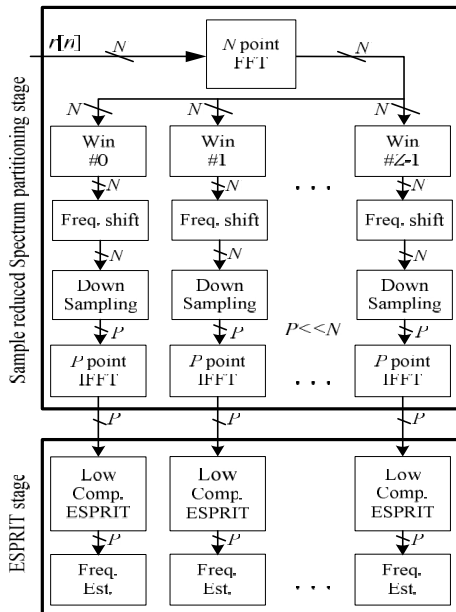 r[n]
N
N point
FFT
N
N
N
N
Win
#0
Win
#1
Win
#Z-1
N
N
. . .
N
Freq. shift
Freq. shift
Freq. shift
N
N
N
Down
Sampling
Down
Sampling
Down
Sampling
P
P
P<<N
P
P point
IFFT
P point
IFFT
. . .
P point
IFFT
Sample reduced Spectrum partitioning stage
P
P
P
Low
Comp.
ESPRIT
Low
Comp.
ESPRIT
Low
Comp.
ESPRIT
P
P
P
Freq.
Est.
Freq.
Est.
. . .
Freq.
Est.
ESPRIT stage